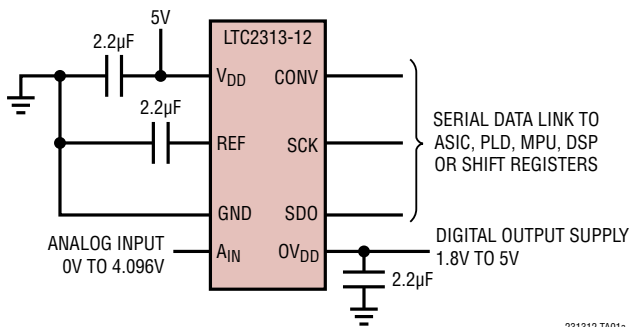 5V
2.2µF
LTC2313-12
VDD
CONV
2.2µF
REF
SCK
SERIAL DATA LINK TO
ASIC, PLD, MPU, DSP
OR SHIFT REGISTERS
GND
SDO
ANALOG INPUT
0V TO 4.096V
AIN
OVDD
DIGITAL OUTPUT SUPPLY
1.8V TO 5V
2.2µF
231312 TA01a